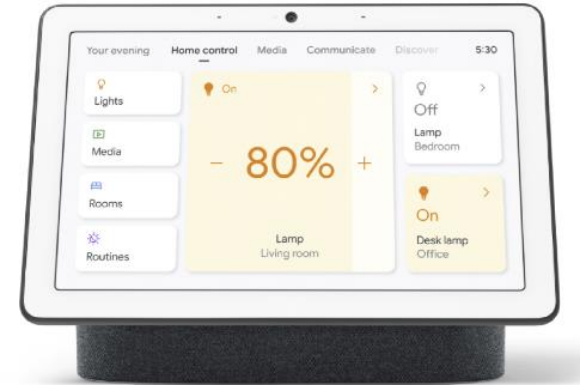 Your evening Home control Media Communicate Discover 5:30
Lights
Media
Rooms
Routines
On
− 80% +
Lamp
Living room
Off
Lamp
Bedroom
On
Desk lamp
Office